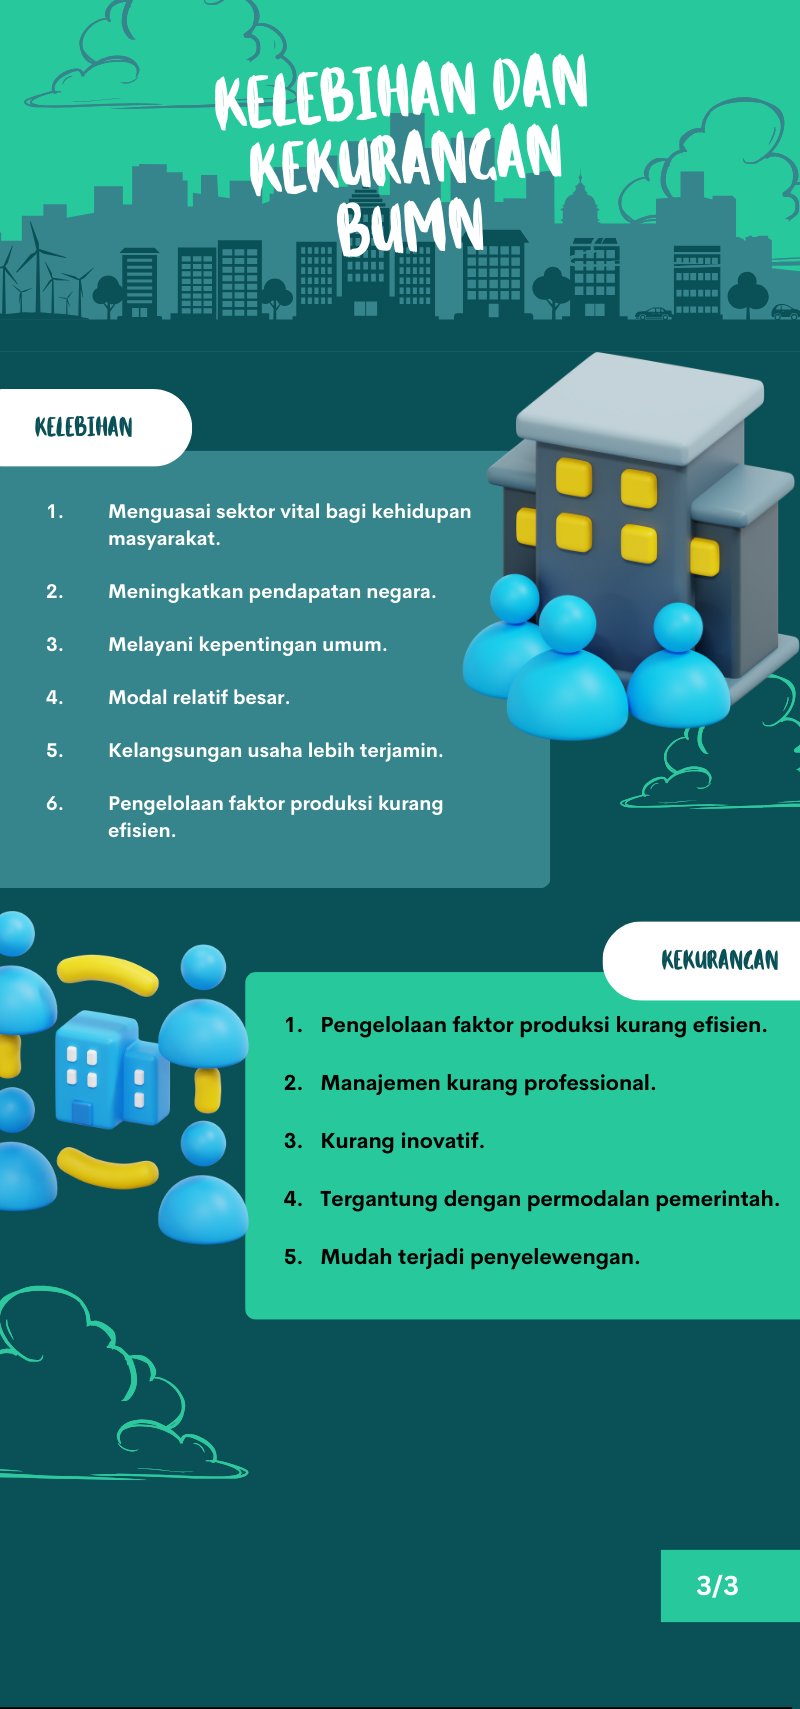 KELEBIHAN DAN
KEKURANGAN
BUMN
KELEBIHAN
1. Menguasai sektor vital bagi kehidupan
masyarakat.
2. Meningkatkan pendapatan negara.
3. Melayani kepentingan umum.
4. Modal relatif besar.
5. Kelangsungan usaha lebih terjamin.
6. Pengelolaan faktor produksi kurang
efisien.
KEKURANGAN
1. Pengelolaan faktor produksi kurang efisien.
2. Manajemen kurang professional.
3. Kurang inovatif.
4. Tergantung dengan permodalan pemerintah.
5. Mudah terjadi penyelewengan.
3/3